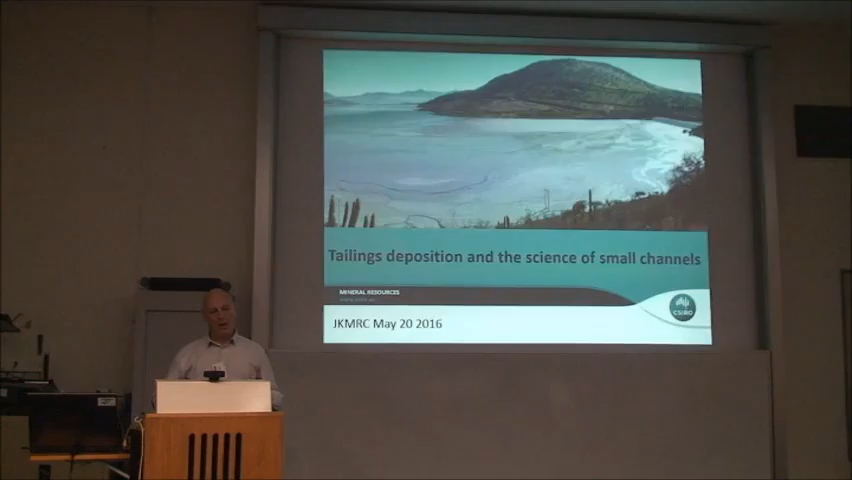 Tailings deposition and the science of small channels
MINERAL RESOURCES
CSIRO
JKMRC May 20 2016